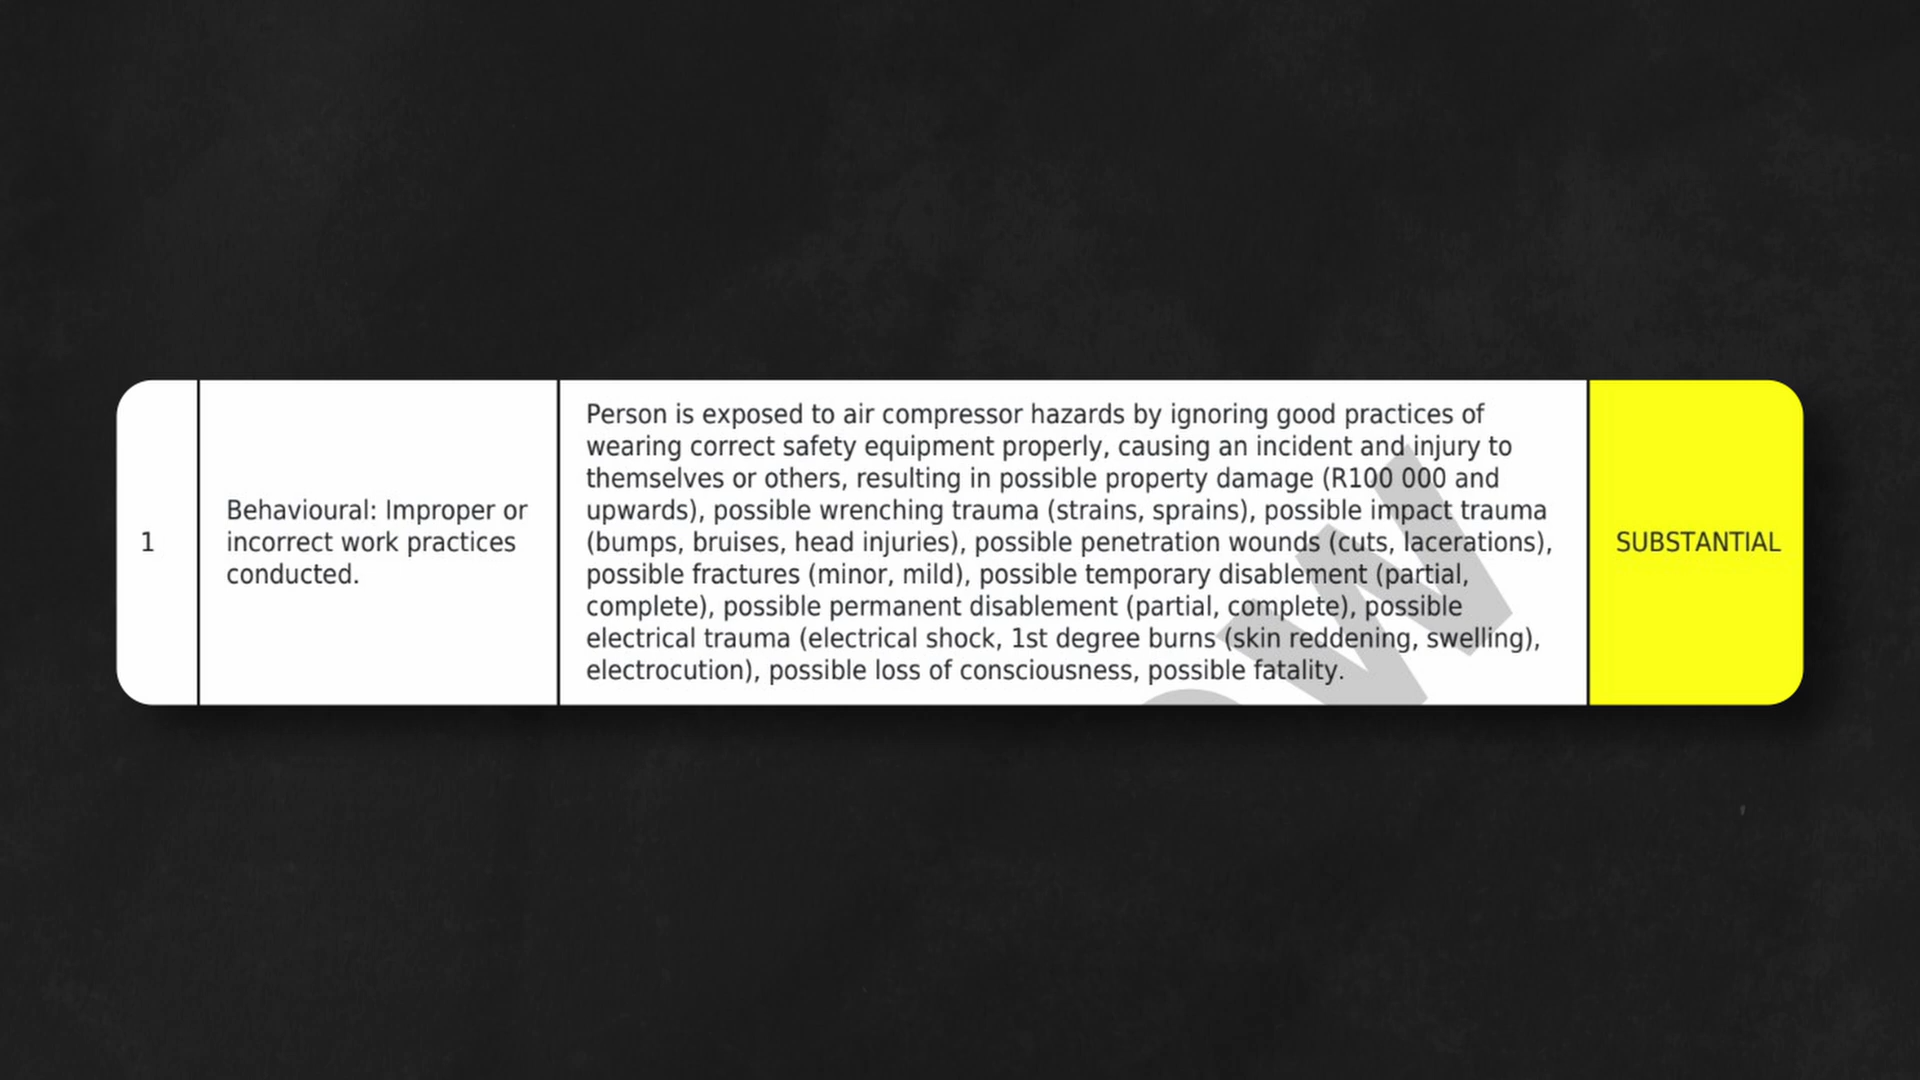 1
Behavioural: Improper or
incorrect work practices
conducted.
Person is exposed to air compressor hazards by ignoring good practices of
wearing correct safety equipment properly, causing an incident and injury to
themselves or others, resulting in possible property damage (R100 000 and
upwards), possible wrenching trauma (strains, sprains), possible impact trauma
(bumps, bruises, head injuries), possible penetration wounds (cuts, lacerations),
possible fractures (minor, mild), possible temporary disablement (partial,
complete), possible permanent disablement (partial, complete), possible
electrical trauma (electrical shock, 1st degree burns (skin reddening, swelling),
electrocution), possible loss of consciousness, possible fatality.
SUBSTANTIAL